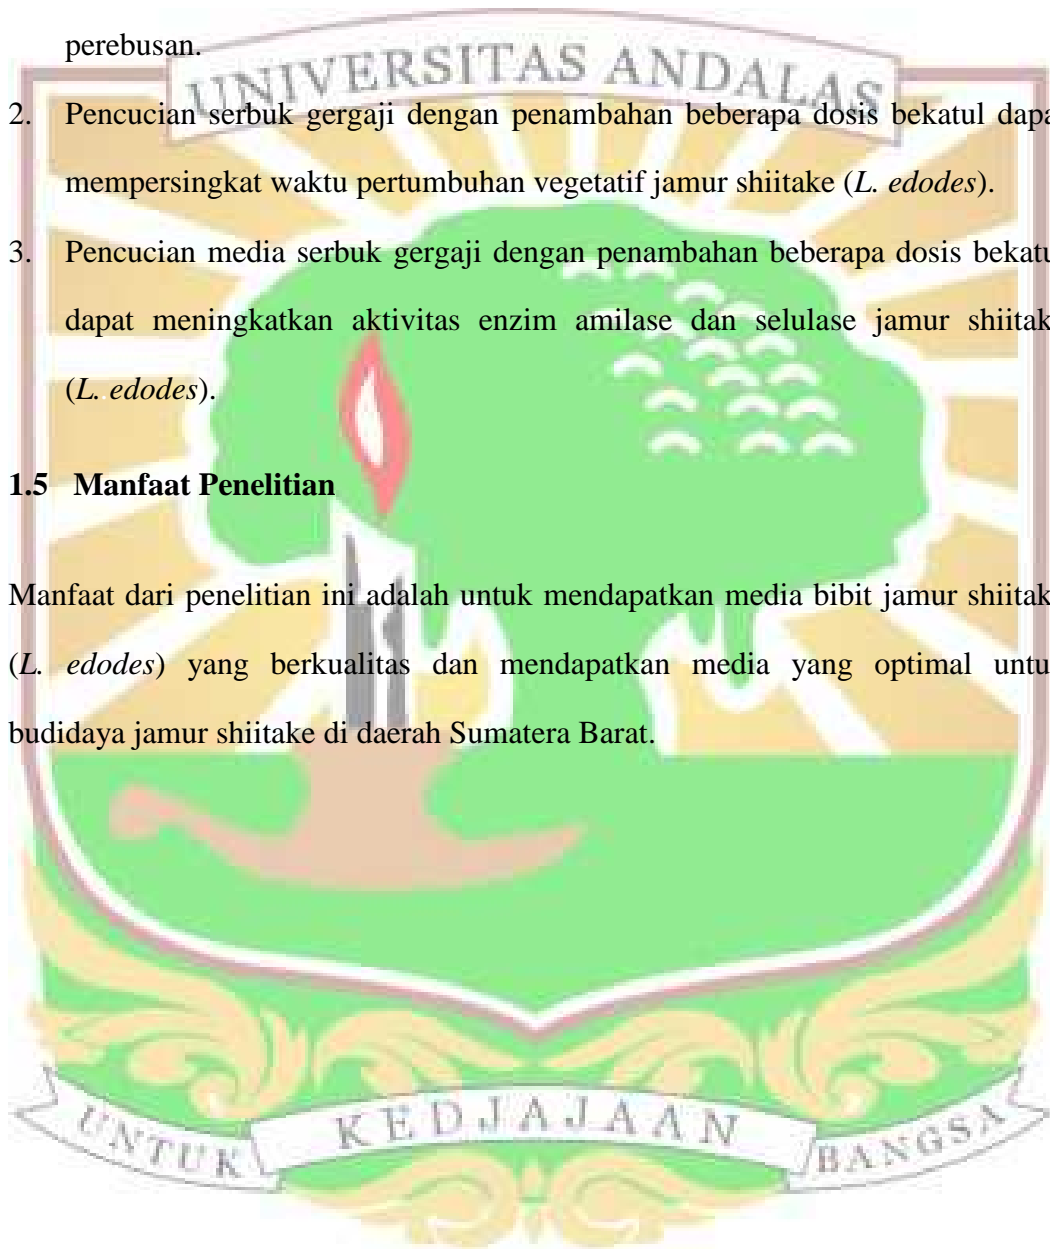 perebusan.
UNIVERSITAS ANDALAS
2. Pencucian serbuk gergaji dengan penambahan beberapa dosis bekatul dapa
mempersingkat waktu pertumbuhan vegetatif jamur shiitake (L. edodes).
3. Pencucian media serbuk gergaji dengan penambahan beberapa dosis bekatu
dapat meningkatkan aktivitas enzim amilase dan selulase jamur shiitak
(L. edodes).
1.5 Manfaat Penelitian
Manfaat dari penelitian ini adalah untuk mendapatkan media bibit jamur shiitak
(L. edodes) yang berkualitas dan mendapatkan media yang optimal untu
budidaya jamur shiitake di daerah Sumatera Barat.
UNTUK KEDJAJAAN BANGSA